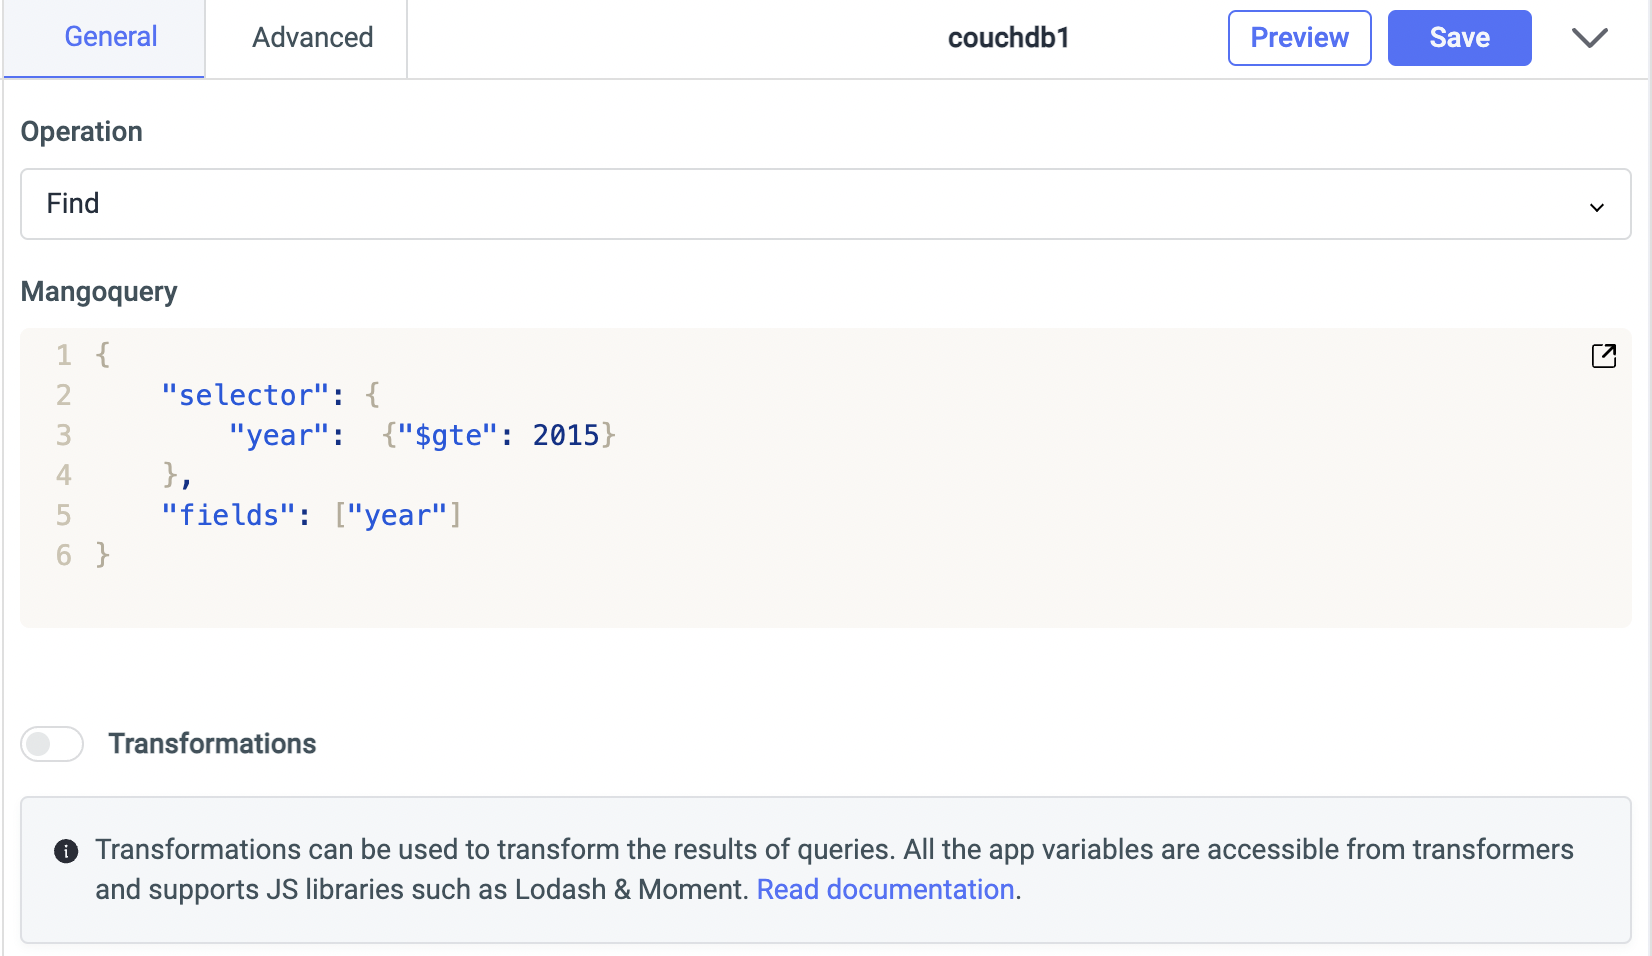 General
Advanced
couchdb1
Preview
Save
Operation
Find
Mangoquery
1 {
2     "selector": {
3         "year":  {"$gte": 2015}
4     },
5     "fields": ["year"]
6 }
Transformations
Transformations can be used to transform the results of queries. All the app variables are accessible from transformers
and supports JS libraries such as Lodash & Moment. Read documentation.